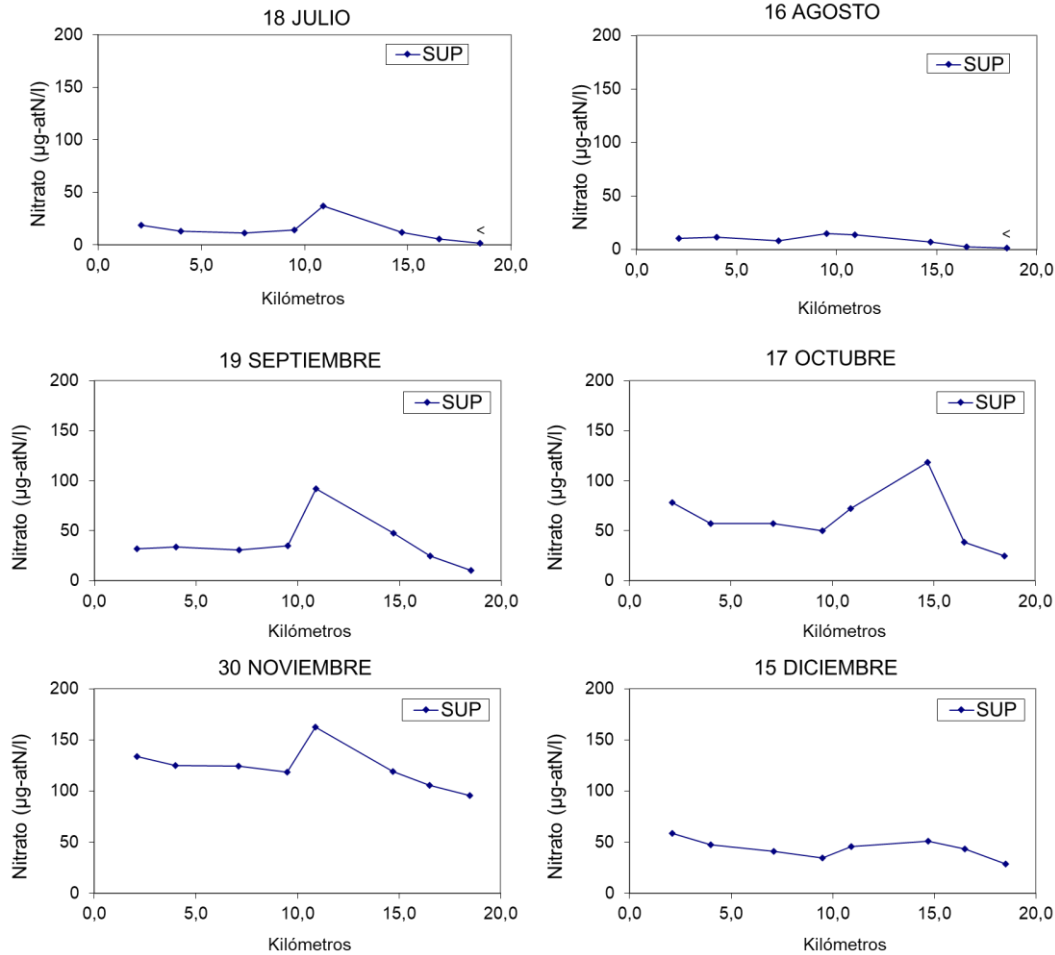 18 JULIO
Nitrato (µg-atN/l)
200
150
100
50
0
SUP
<
0,0 5,0 10,0 15,0 20,0
Kilómetros
16 AGOSTO
Nitrato (µg-atN/l)
200
150
100
50
0
SUP
<
0,0 5,0 10,0 15,0 20,0
Kilómetros
19 SEPTIEMBRE
Nitrato (µg-atN/l)
200
150
100
50
0
SUP
0,0 5,0 10,0 15,0 20,0
Kilómetros
17 OCTUBRE
Nitrato (µg-atN/l)
200
150
100
50
0
SUP
0,0 5,0 10,0 15,0 20,0
Kilómetros
30 NOVIEMBRE
Nitrato (µg-atN/l)
200
150
100
50
0
SUP
0,0 5,0 10,0 15,0 20,0
Kilómetros
15 DICIEMBRE
Nitrato (µg-atN/l)
200
150
100
50
0
SUP
0,0 5,0 10,0 15,0 20,0
Kilómetros